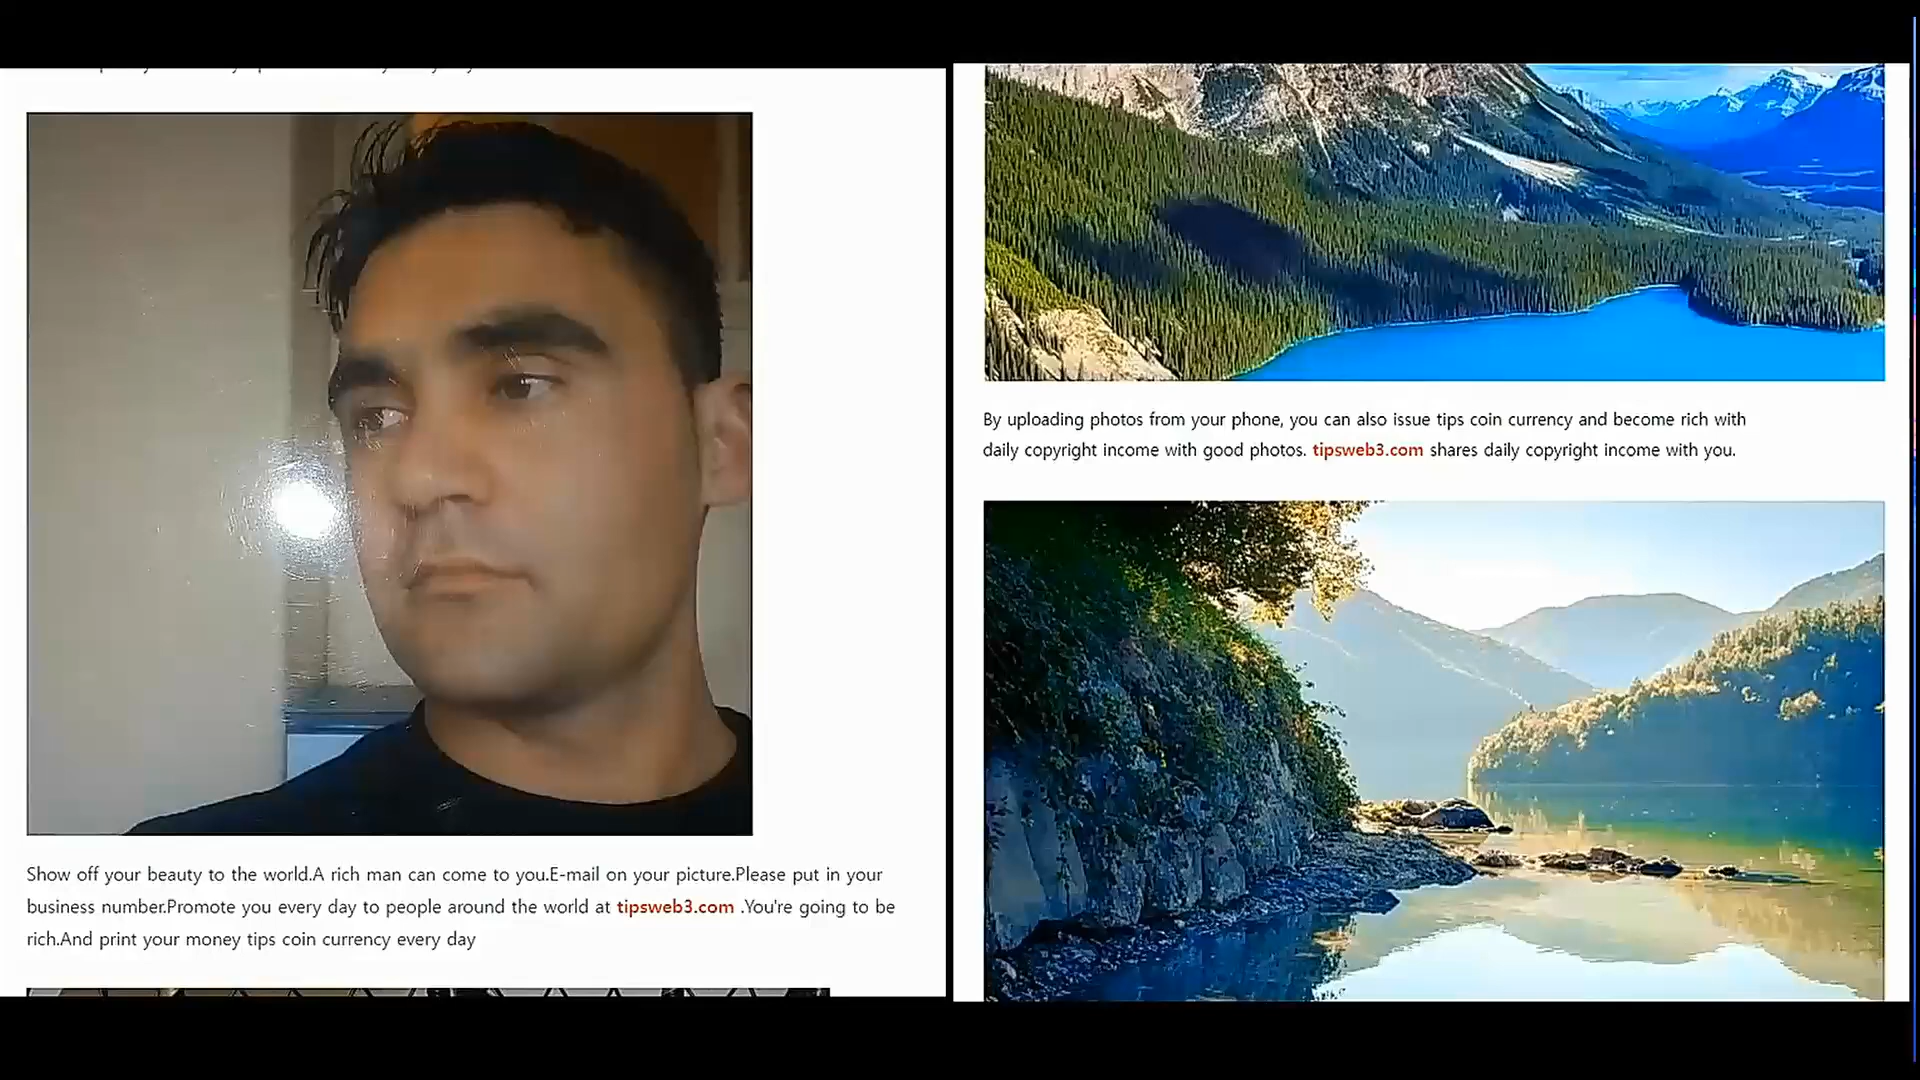 Show off your beauty to the world.A rich man can come to you.E-mail on your picture.Please put in your
business number.Promote you every day to people around the world at tipsweb3.com .You're going to be
rich.And print your money tips coin currency every day
By uploading photos from your phone, you can also issue tips coin currency and become rich with
daily copyright income with good photos. tipsweb3.com shares daily copyright income with you.